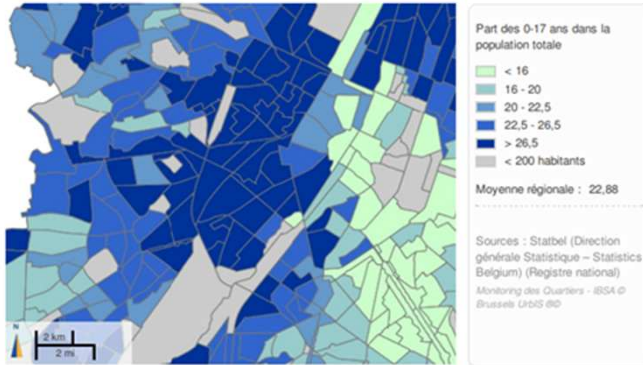 Part des 0-17 ans dans la
population totale
< 16
16 - 20
20 - 22,5
22,5 - 26,5
> 26,5
< 200 habitants
Moyenne régionale : 22,88
Sources : Statbel (Direction
générale Statistique – Statistics
Belgium) (Registre national)
Monitoring des Quartiers - IBSA ©
Brussels UrbIS ®©
N
2 km
2 mi